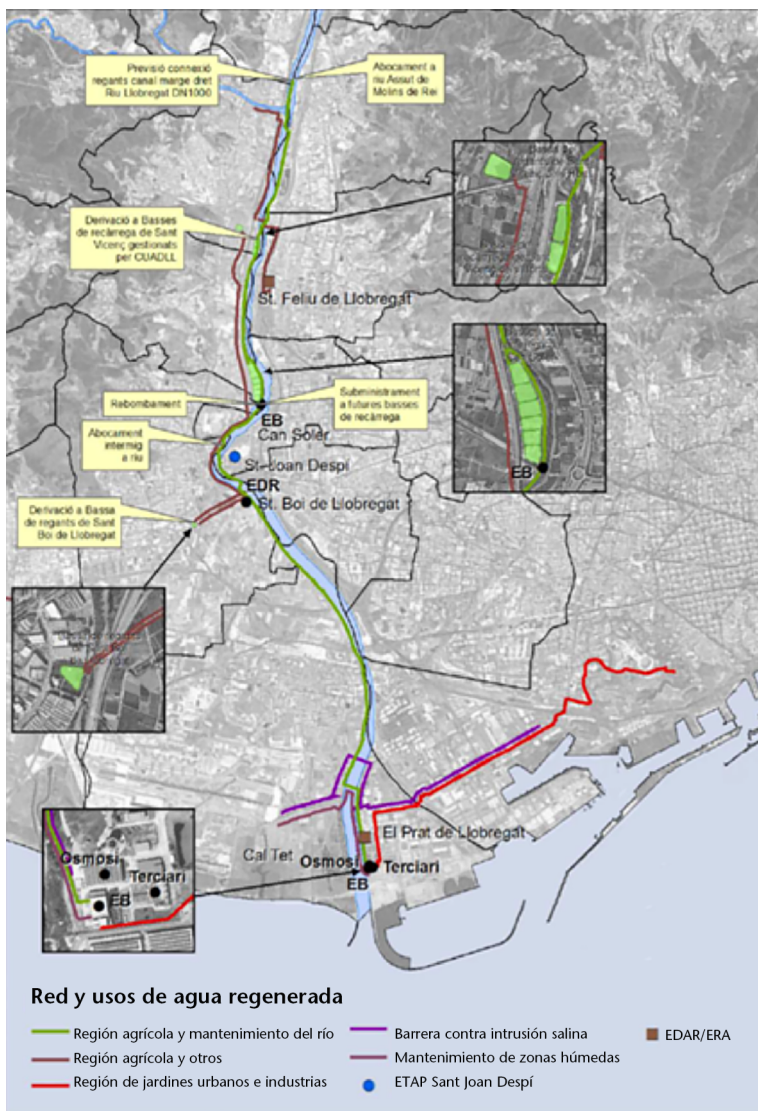 Previsió connexió
regants canal marge dret
Riu Llobregat DN1000
Abocament a
riu Assut de
Molins de Rei
Derivació a Basses
de recàrrega de Sant
Vicenç gestionats
per CUADLL
St. Feliu de Llobregat
Rebombament
Subministrament
a futures basses
de recàrrega
EB
Can Soler
Abocament
intermig
a riu
St. Joan Despí
EB
EDR
St. Boi de Llobregat
Derivació a Bassa
de regants de Sant
Boi de Llobregat
El Prat de Llobregat
Cal Tet
Osmosi
Terciari
EB
Osmosi
Terciari
EB
Red y usos de agua regenerada
Región agrícola y mantenimiento del río
Barrera contra intrusión salina
EDAR/ERA
Región agrícola y otros
Mantenimiento de zonas húmedas
Región de jardines urbanos e industrias
ETAP Sant Joan Despí